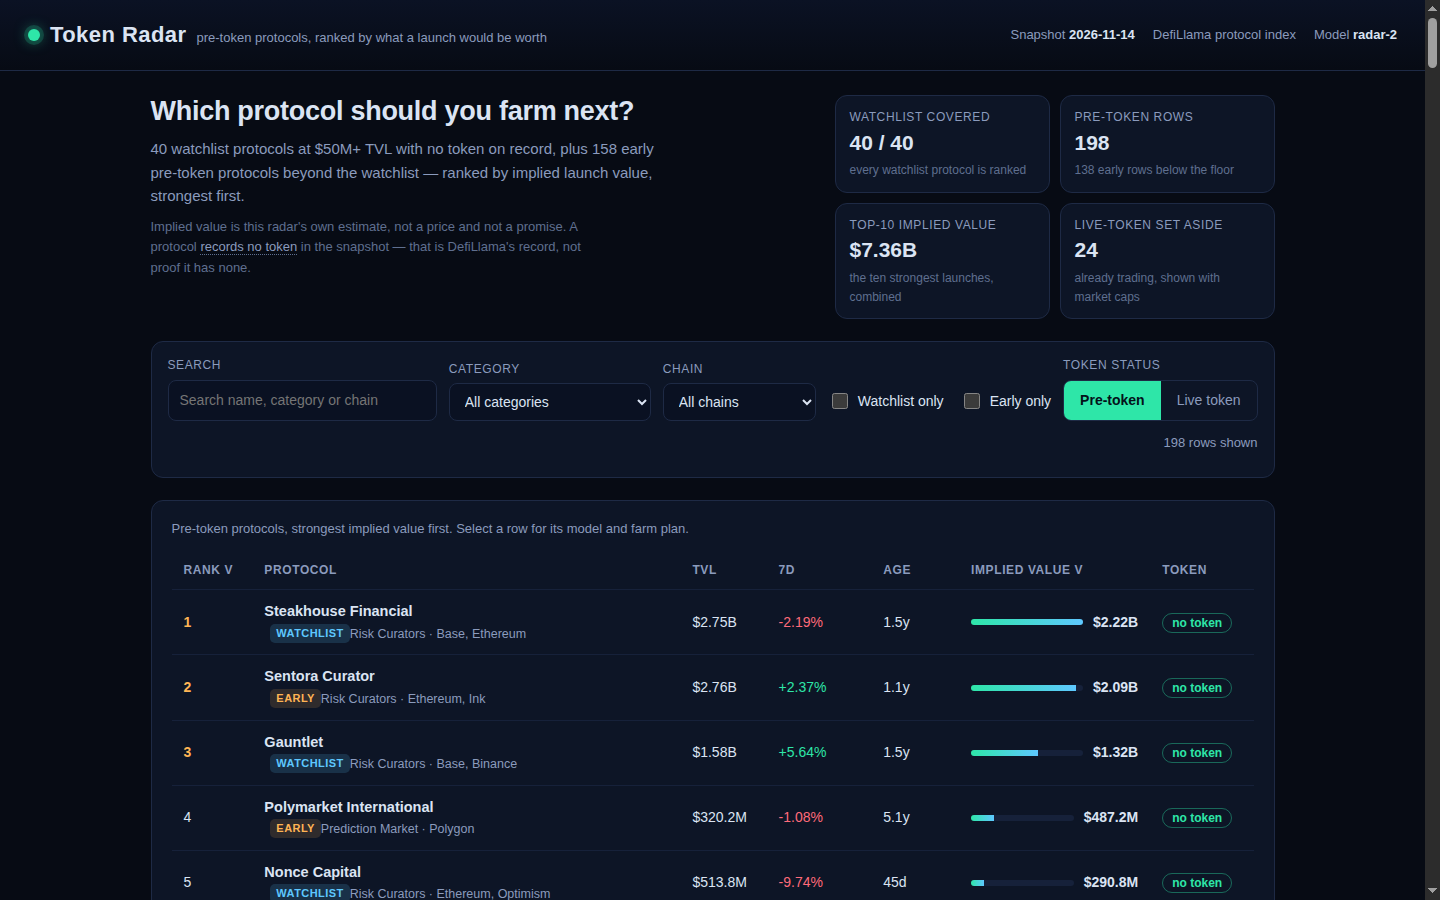 Token Radar pre-token protocols, ranked by what a launch would be worth
Snapshot 2026-11-14 DefiLlama protocol index Model radar-2
Which protocol should you farm next?
40 watchlist protocols at $50M+ TVL with no token on record, plus 158 early
pre-token protocols beyond the watchlist — ranked by implied launch value,
strongest first.
Implied value is this radar's own estimate, not a price and not a promise. A
protocol records no token in the snapshot — that is DefiLlama's record, not
proof it has none.
WATCHLIST COVERED
40 / 40
every watchlist protocol is ranked
PRE-TOKEN ROWS
198
138 early rows below the floor
TOP-10 IMPLIED VALUE
$7.36B
the ten strongest launches,
combined
LIVE-TOKEN SET ASIDE
24
already trading, shown with
market caps
SEARCH
Search name, category or chain
CATEGORY
All categories
CHAIN
All chains
Watchlist only
Early only
TOKEN STATUS
Pre-token Live token
198 rows shown
Pre-token protocols, strongest implied value first. Select a row for its model and farm plan.
RANK V PROTOCOL TVL 7D AGE IMPLIED VALUE V TOKEN
1 Steakhouse Financial $2.75B -2.19% 1.5y $2.22B no token
WATCHLIST Risk Curators · Base, Ethereum
2 Sentora Curator $2.76B +2.37% 1.1y $2.09B no token
EARLY Risk Curators · Ethereum, Ink
3 Gauntlet $1.58B +5.64% 1.5y $1.32B no token
WATCHLIST Risk Curators · Base, Binance
4 Polymarket International $320.2M -1.08% 5.1y $487.2M no token
EARLY Prediction Market · Polygon
5 Nonce Capital $513.8M -9.74% 45d $290.8M no token
WATCHLIST Risk Curators · Ethereum, Optimism